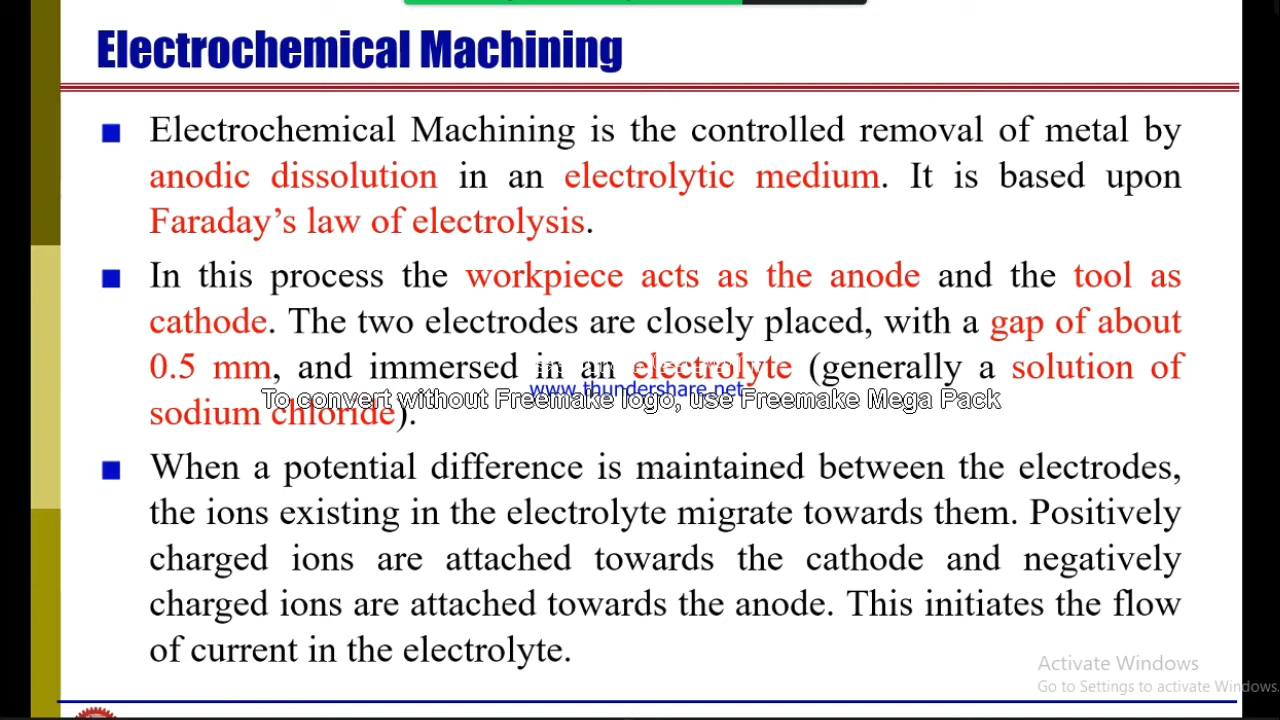 Electrochemical Machining
Electrochemical Machining is the controlled removal of metal by
anodic dissolution in an electrolytic medium. It is based upon
Faraday’s law of electrolysis.
In this process the workpiece acts as the anode and the tool as
cathode. The two electrodes are closely placed, with a gap of about
0.5 mm, and immersed in an electrolyte (generally a solution of
www.thundershare.net
To convert without Freemake logo, use Freemake Mega Pack
sodium chloride).
When a potential difference is maintained between the electrodes,
the ions existing in the electrolyte migrate towards them. Positively
charged ions are attached towards the cathode and negatively
charged ions are attached towards the anode. This initiates the flow
of current in the electrolyte.
Activate Windows
Go to Settings to activate Windows.